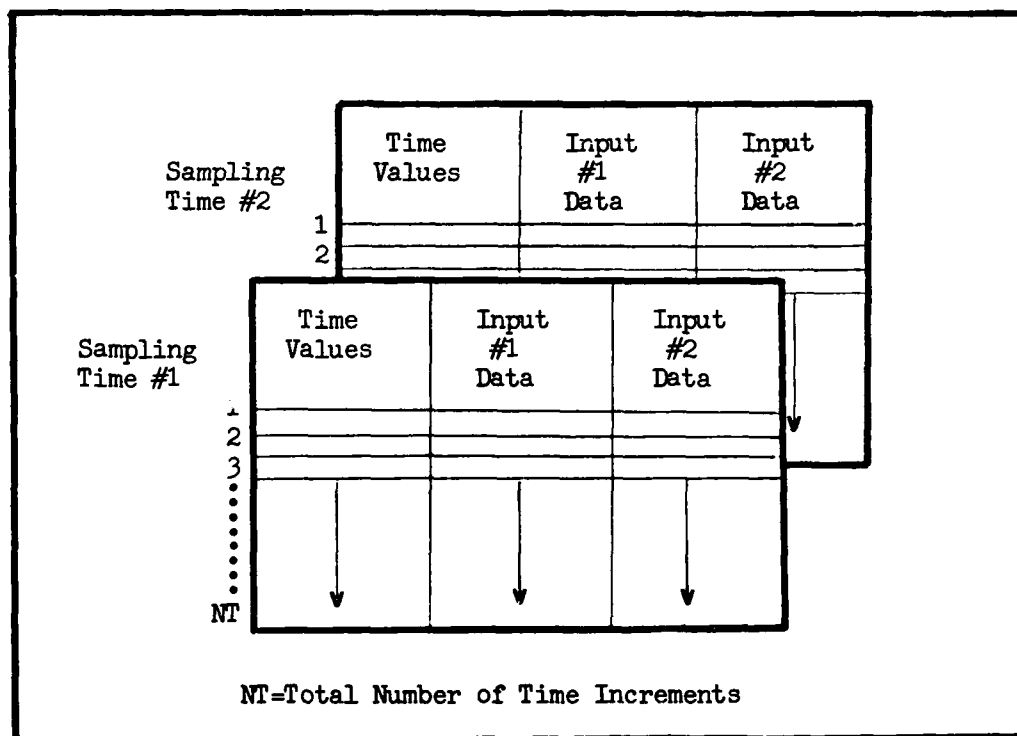 Time Values
Input #1 Data
Input #2 Data
Sampling Time #2
1
2
Time Values
Input #1 Data
Input #2 Data
Sampling Time #1
2
3
NT
NT=Total Number of Time Increments